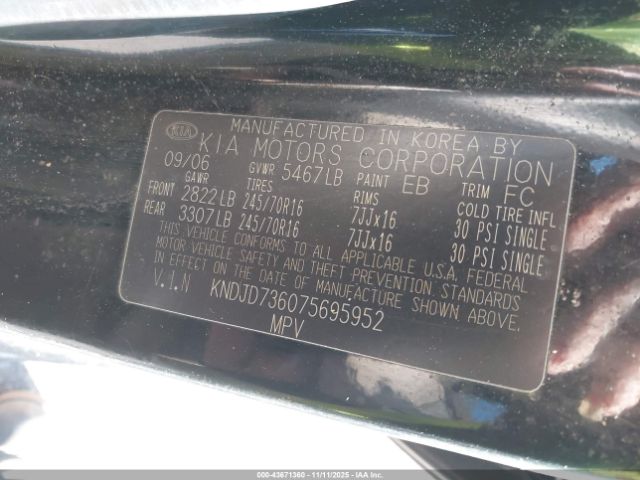 KIA MANUFACTURED IN KOREA BY
KIA MOTORS CORPORATION
09/06 GVWR 5467LB PAINT EB TRIM FC
GAWR TIRES RIMS COLD TIRE INFL
FRONT 2822LB 245/70R16 7JJx16 30 PSI SINGLE
REAR 3307LB 245/70R16 7JJx16 30 PSI SINGLE
THIS VEHICLE CONFORMS TO ALL APPLICABLE U.S.A. FEDERAL
MOTOR VEHICLE SAFETY AND THEFT PREVENTION STANDARDS
IN EFFECT ON THE DATE OF MANUFACTURE SHOWN ABOVE.
V.I.N KNDJD736075695952
MPV
000-43671360 - 11/11/2025 - IAAI.COM